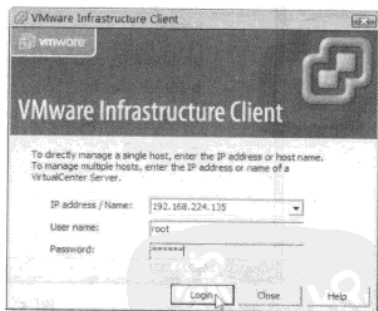 VMware Infrastructure Client
vmware
VMware Infrastructure Client
To directly manage a single host, enter the IP address or host name.
To manage multiple hosts, enter the IP address or name of a
VirtualCenter Server.
IP address / Name: 192.168.224.135
User name: root
Password: ******
Login Close Help